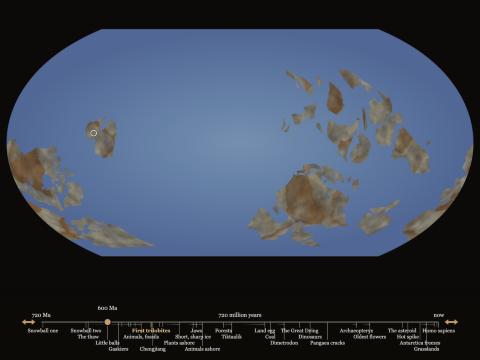 600 Ma
720 Ma
720 million years
now
Snowball one
Snowball two
First trilobites
Jaws
Forests
Land egg
The Great Dying
Archaeopteryx
The asteroid
Homo sapiens
The thaw
Animals, fossils
Short, sharp ice
Tiktaalik
Coal
Dinosaurs
Oldest flowers
Hot spike
Little balls
Plants ashore
Dimetrodon
Pangaea cracks
Antarctica freezes
Gaskiers
Chengjiang
Animals ashore
Grasslands